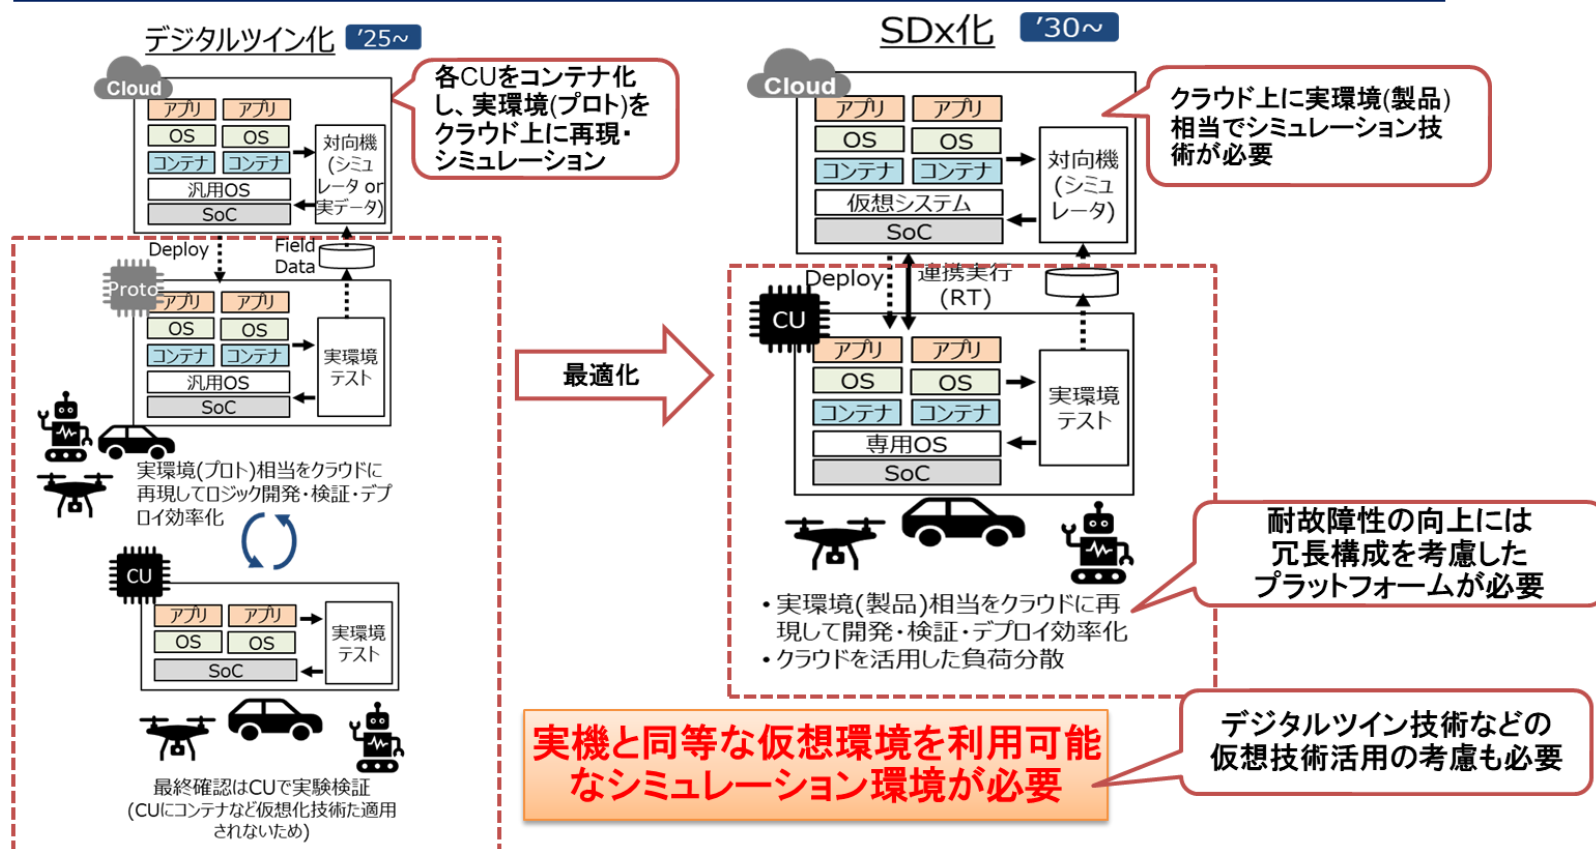 デジタルツイン化
'25~
Cloud
アプリ アプリ
OS OS
コンテナ コンテナ
汎用OS
SoC
対向機
(シミュ
レータ or
実データ)
各CUをコンテナ化
し、実環境(プロト)を
クラウド上に再現・
シミュレーション
Deploy
Field
Data
Proto
アプリ アプリ
OS OS
コンテナ コンテナ
汎用OS
SoC
実環境
テスト
実環境(プロト)相当をクラウドに
再現してロジック開発・検証・デプ
ロイ効率化
CU
アプリ アプリ
OS OS
SoC
実環境
テスト
最終確認はCUで実験検証
(CUにコンテナなど仮想化技術た適用
されないため)
最適化
SDx化
'30~
Cloud
アプリ アプリ
OS OS
コンテナ コンテナ
仮想システム
SoC
対向機
(シミュ
レータ)
クラウド上に実環境(製品)
相当でシミュレーション技
術が必要
Deploy
連携実行
(RT)
CU
アプリ アプリ
OS OS
コンテナ コンテナ
専用OS
SoC
実環境
テスト
耐故障性の向上には
冗長構成を考慮した
プラットフォームが必要
・実環境(製品)相当をクラウドに再
現して開発・検証・デプロイ効率化
・クラウドを活用した負荷分散
実機と同等な仮想環境を利用可能
なシミュレーション環境が必要
デジタルツイン技術などの
仮想技術活用の考慮も必要